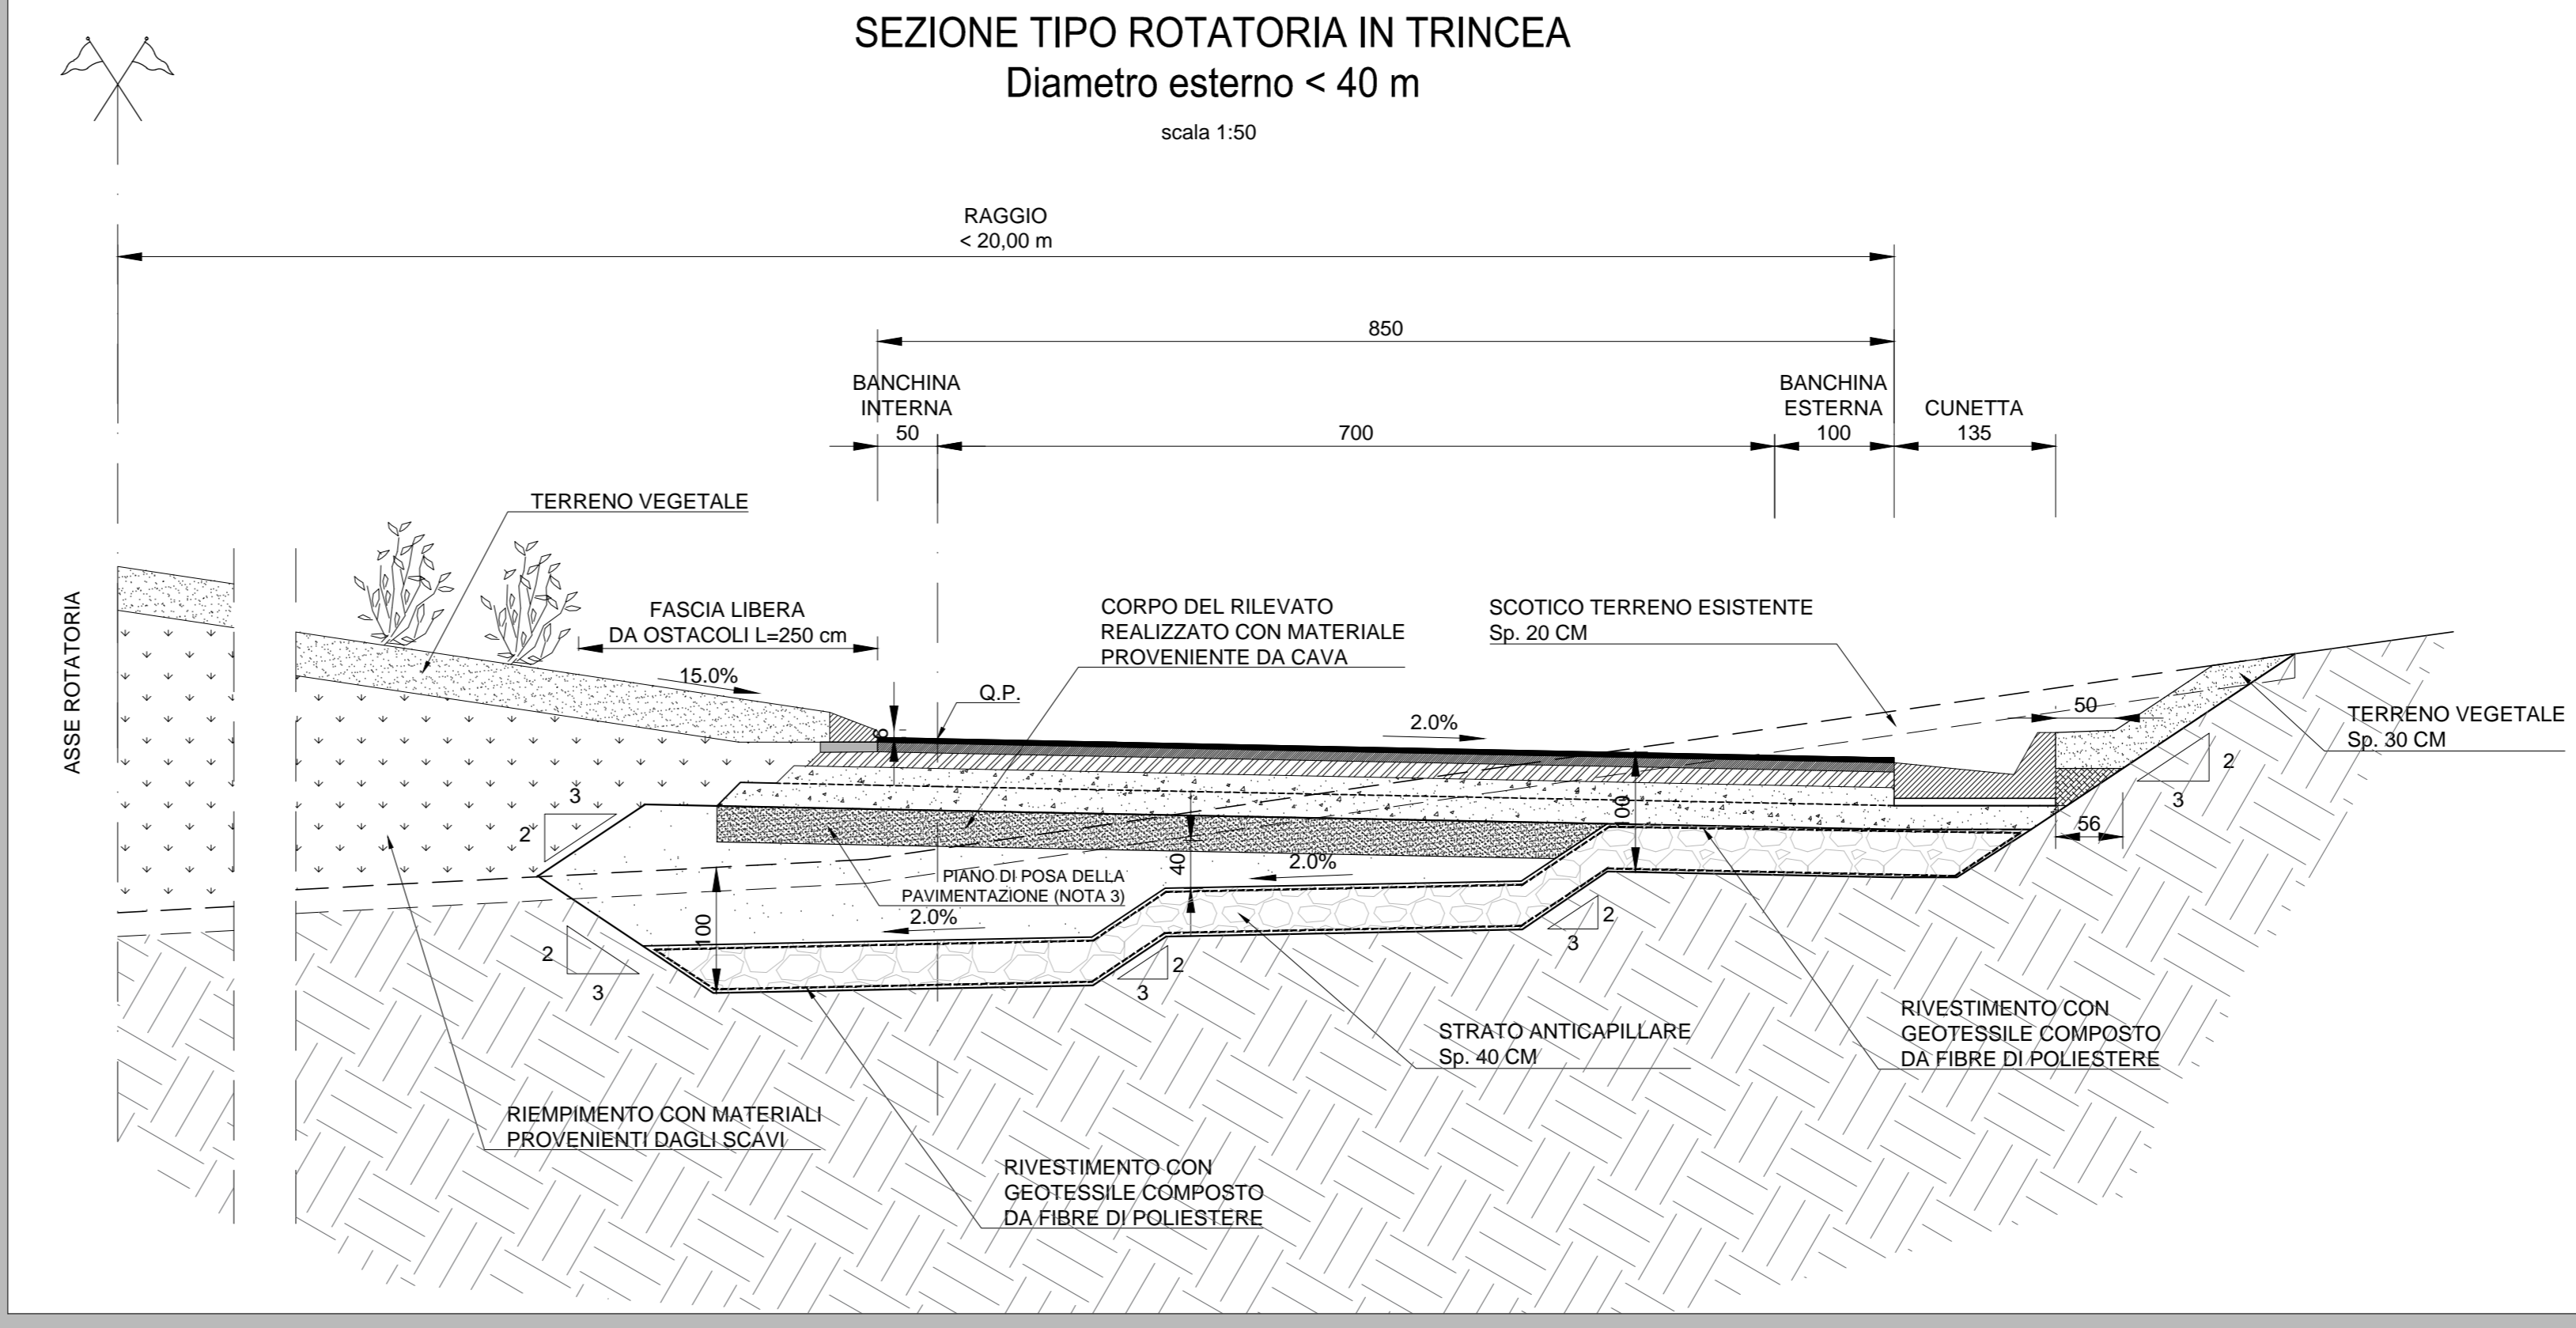 SEZIONE TIPO ROTATORIA IN TRINCEA
Diametro esterno < 40 m
scala 1:50
RAGGIO
< 20,00 m
850
BANCHINA
INTERNA
50
700
BANCHINA
ESTERNA
100
CUNETTA
135
TERRENO VEGETALE
ASSE ROTATORIA
FASCIA LIBERA
DA OSTACOLI L=250 cm
15.0%
CORPO DEL RILEVATO
REALIZZATO CON MATERIALE
PROVENIENTE DA CAVA
SCOTICO TERRENO ESISTENTE
Sp. 20 CM
Q.P.
6
2.0%
50
TERRENO VEGETALE
Sp. 30 CM
2
3
56
3
2
100
40
2.0%
PIANO DI POSA DELLA
PAVIMENTAZIONE (NOTA 3)
100
2.0%
2
3
2
3
2
3
STRATO ANTICAPILLARE
Sp. 40 CM
RIVESTIMENTO CON
GEOTESSILE COMPOSTO
DA FIBRE DI POLIESTERE
RIEMPIMENTO CON MATERIALI
PROVENIENTI DAGLI SCAVI
RIVESTIMENTO CON
GEOTESSILE COMPOSTO
DA FIBRE DI POLIESTERE